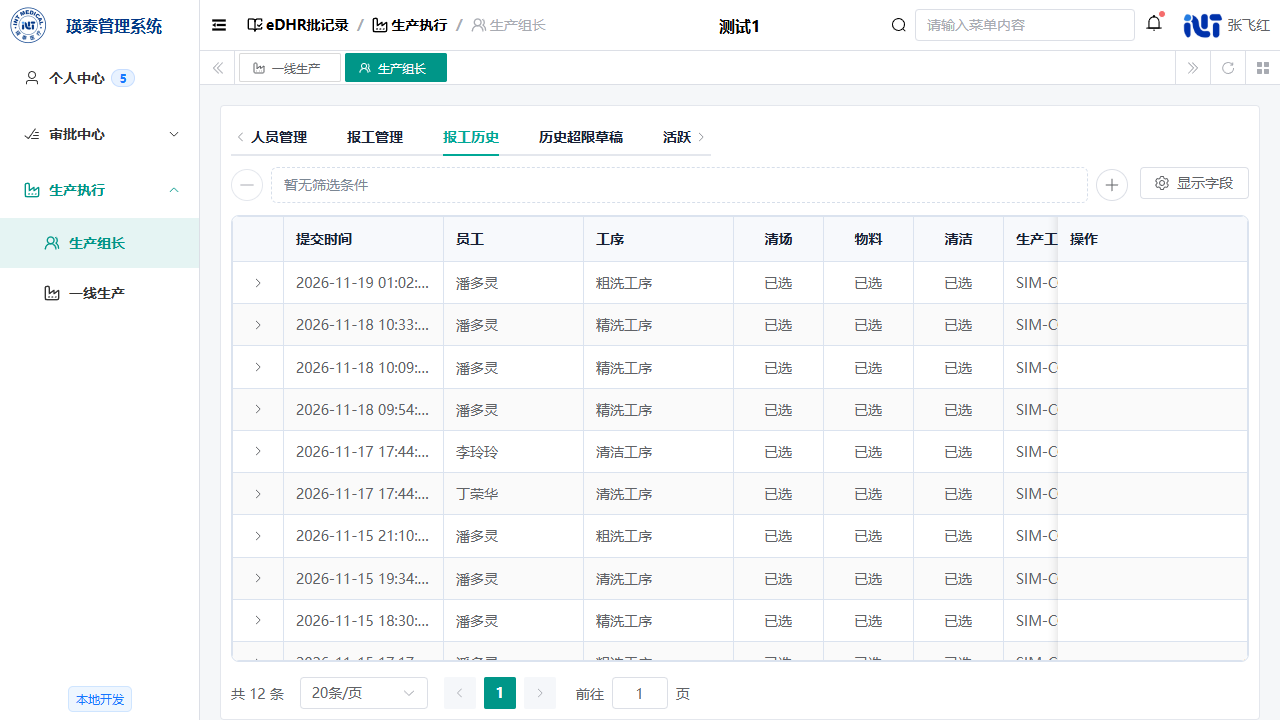 瑛泰管理系统
eDHR批记录 / 生产执行 / 生产组长
测试1
请输入菜单内容
张飞红
个人中心 5
审批中心
生产执行
生产组长
一线生产
本地开发
一线生产
生产组长
人员管理 报工管理 报工历史 历史超限草稿 活跃
暂无筛选条件
显示字段
提交时间 员工 工序 清场 物料 清洁 生产工 操作
2026-11-19 01:02:... 潘多灵 粗洗工序 已选 已选 已选 SIM-C
2026-11-18 10:33:... 潘多灵 精洗工序 已选 已选 已选 SIM-C
2026-11-18 10:09:... 潘多灵 精洗工序 已选 已选 已选 SIM-C
2026-11-18 09:54:... 潘多灵 精洗工序 已选 已选 已选 SIM-C
2026-11-17 17:44:... 李玲玲 清洁工序 已选 已选 已选 SIM-C
2026-11-17 17:44:... 丁荣华 清洗工序 已选 已选 已选 SIM-C
2026-11-15 21:10:... 潘多灵 粗洗工序 已选 已选 已选 SIM-C
2026-11-15 19:34:... 潘多灵 清洗工序 已选 已选 已选 SIM-C
2026-11-15 18:30:... 潘多灵 精洗工序 已选 已选 已选 SIM-C
共 12 条 20条/页 1 前往 1 页